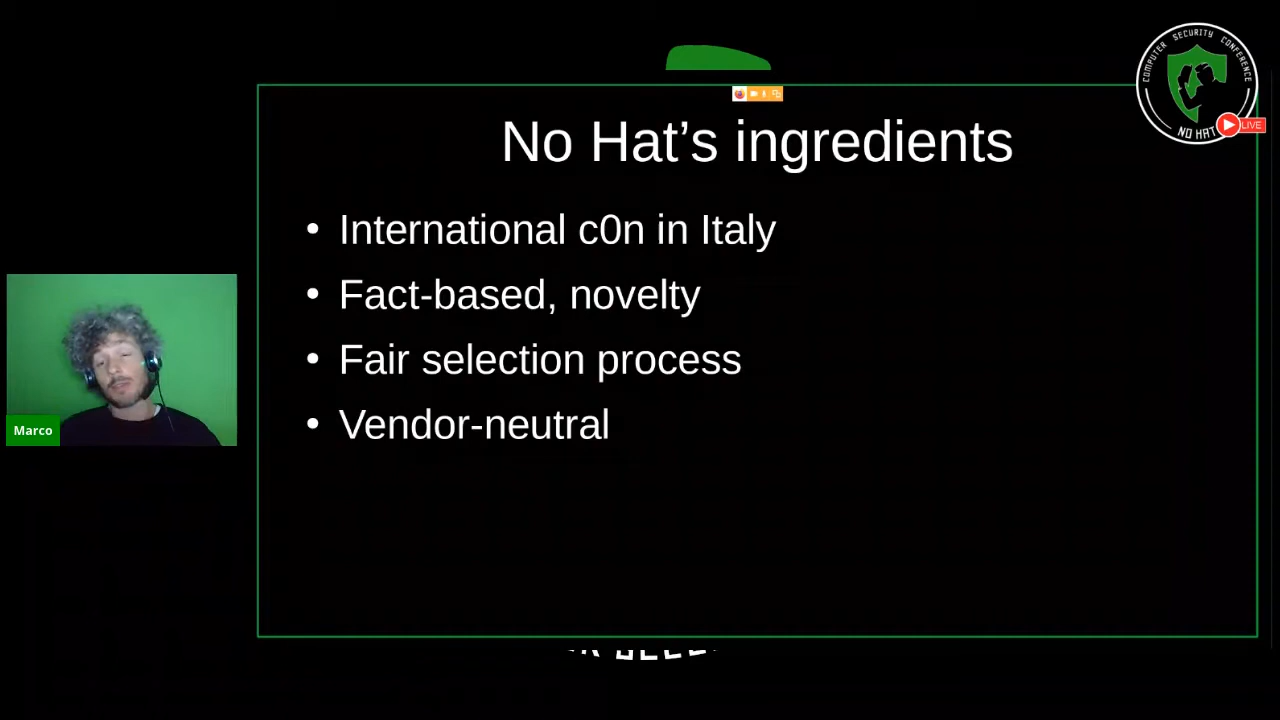 COMPUTER SECURITY CONFERENCE
NO HAT
LIVE
No Hat’s ingredients
• International c0n in Italy
• Fact-based, novelty
• Fair selection process
• Vendor-neutral
Marco